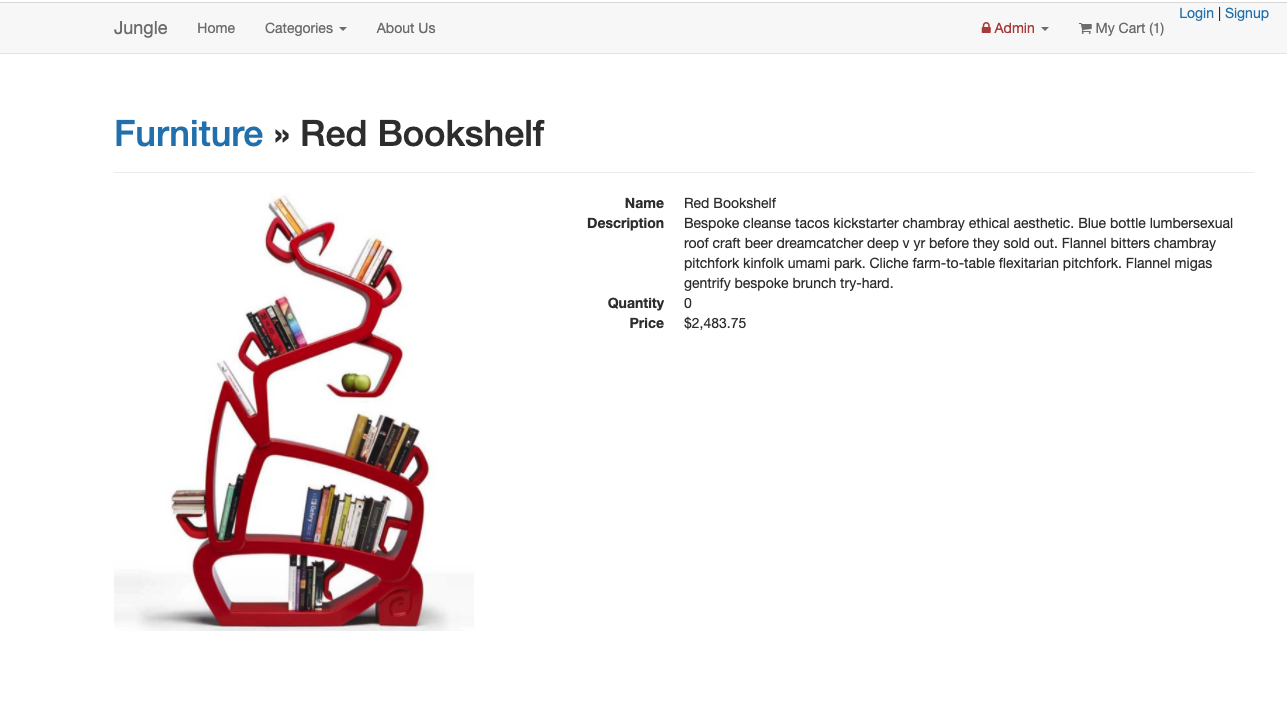 Login | Signup
Jungle Home Categories About Us Admin My Cart (1)
Furniture » Red Bookshelf
Name Red Bookshelf
Description Bespoke cleanse tacos kickstarter chambray ethical aesthetic. Blue bottle lumbersexual
roof craft beer dreamcatcher deep v yr before they sold out. Flannel bitters chambray
pitchfork kinfolk umami park. Cliche farm-to-table flexitarian pitchfork. Flannel migas
gentrify bespoke brunch try-hard.
Quantity 0
Price $2,483.75